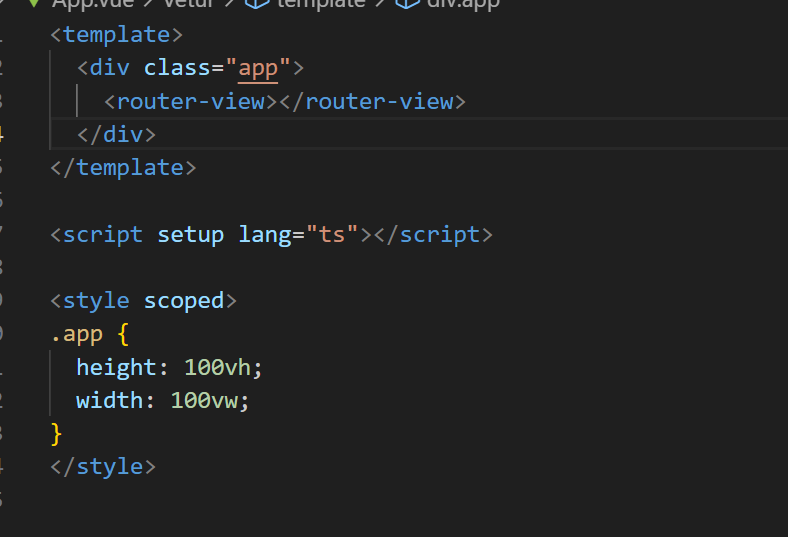 App.vue > Vetur > template > div.app
<template>
<div class="app">
<router-view></router-view>
</div>
</template>
<script setup lang="ts"></script>
<style scoped>
.app {
height: 100vh;
width: 100vw;
}
</style>